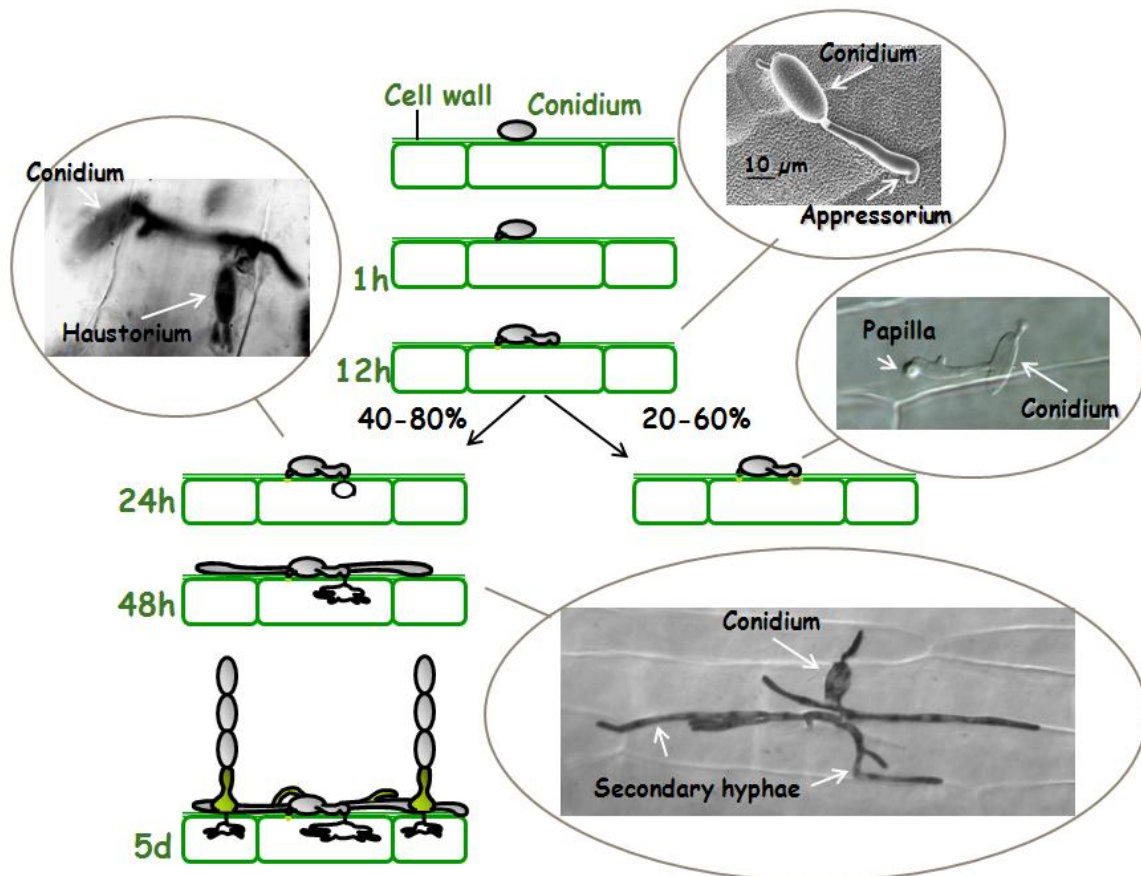 Conidium
Cell wall
Conidium
10 µm
Appressorium
Conidium
Haustorium
1h
12h
Papilla
Conidium
40-80%
20-60%
24h
48h
Conidium
Secondary hyphae
5d